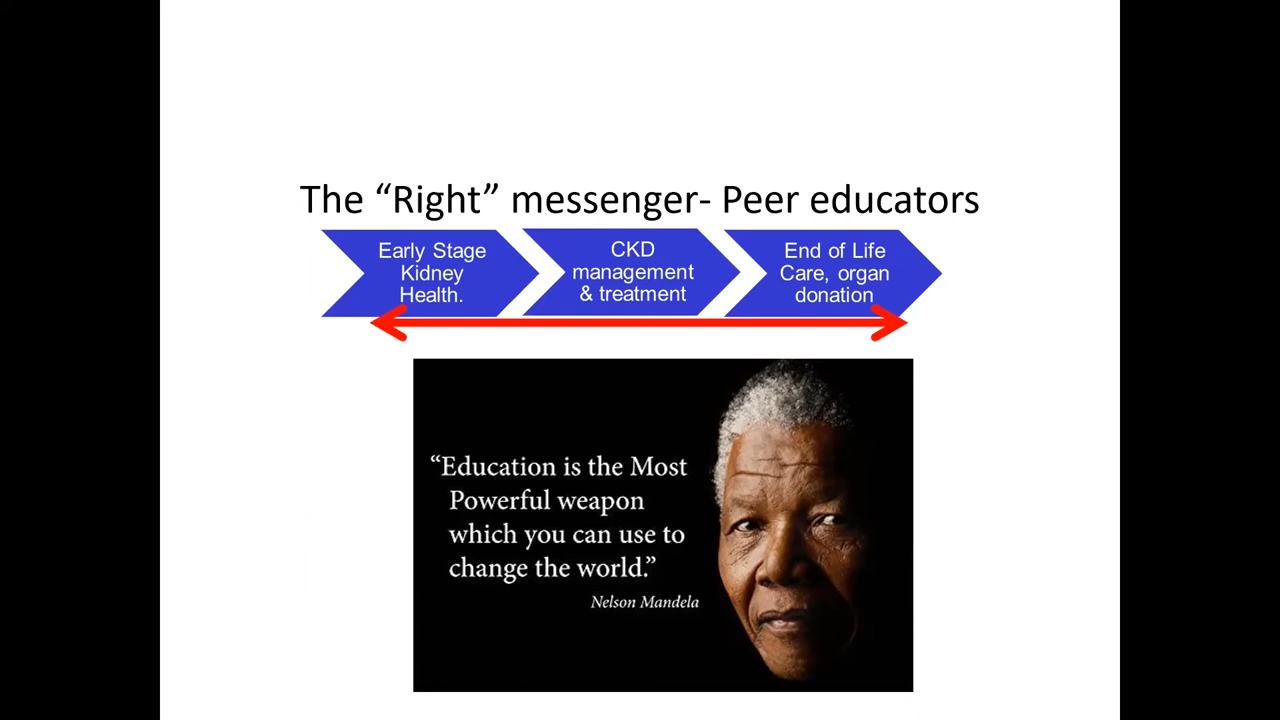 The “Right” messenger- Peer educators
Early Stage
Kidney
Health.
CKD
management
& treatment
End of Life
Care, organ
donation
“Education is the Most
Powerful weapon
which you can use to
change the world.”
Nelson Mandela